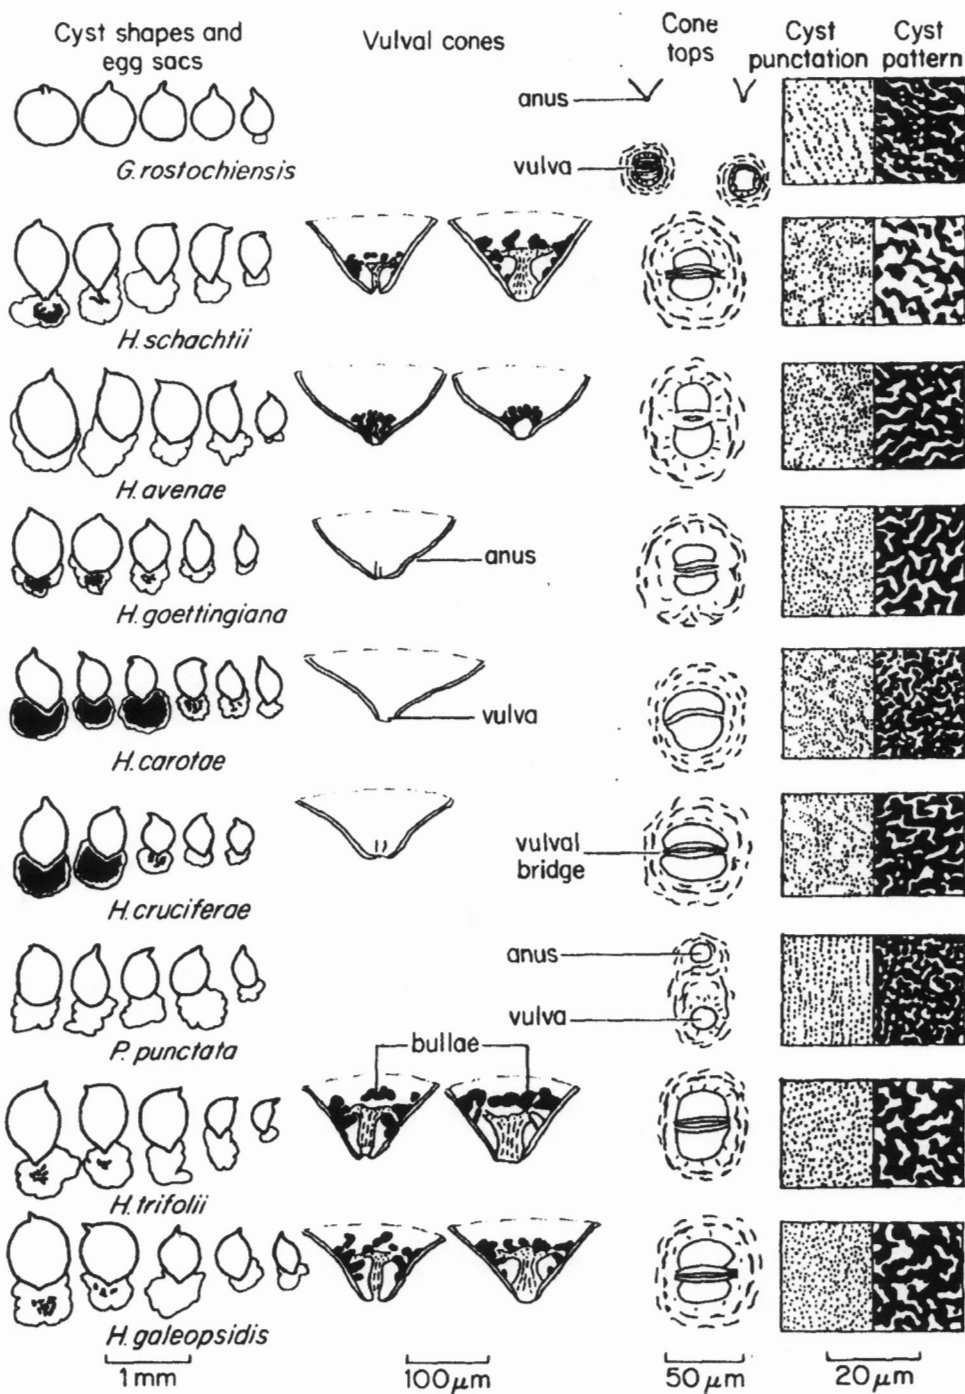 Cyst shapes and
egg sacs
Vulval cones
Cone
tops
Cyst
punctation
Cyst
pattern
anus
vulva
G. rostochiensis
H. schachtii
H. avenae
anus
H. goettingiana
vulva
H. carotae
vulval
bridge
H. cruciferae
anus
vulva
P. punctata
bullae
H. trifolii
H. galeopsidis
1mm
100μm
50μm
20μm